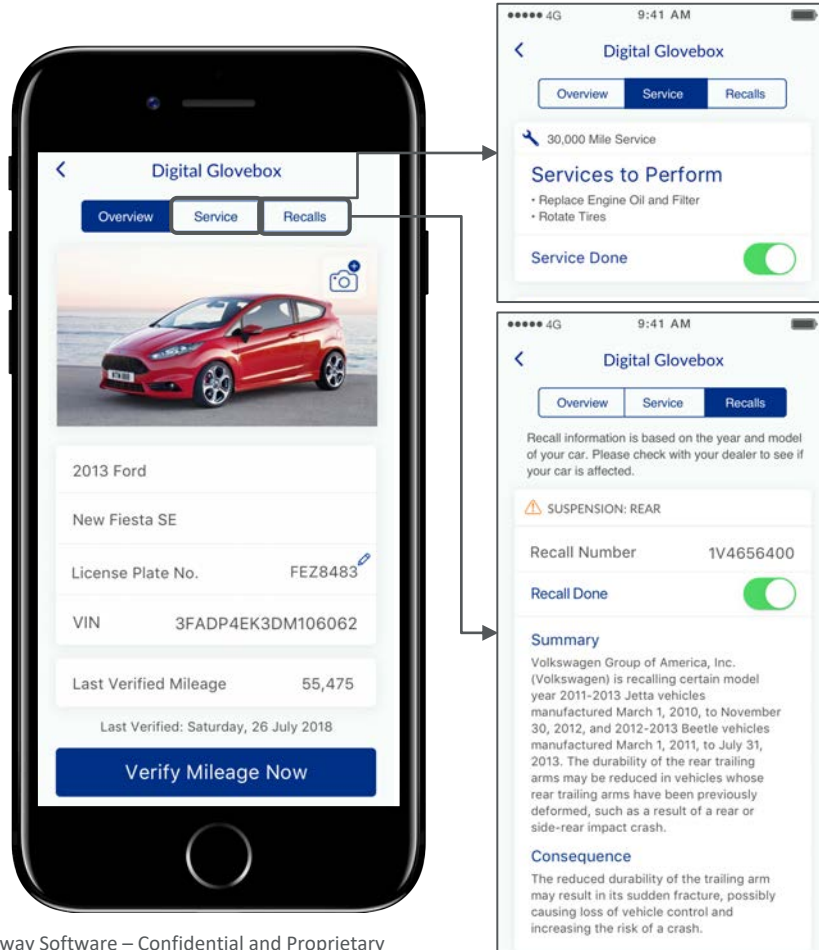 Digital Glovebox
Overview
Service
Recalls
2013 Ford
New Fiesta SE
License Plate No. FEZ8483
VIN 3FADP4EK3DM106062
Last Verified Mileage 55,475
Last Verified: Saturday, 26 July 2018
Verify Mileage Now
4G 9:41 AM
Digital Glovebox
Overview
Service
Recalls
30,000 Mile Service
Services to Perform
• Replace Engine Oil and Filter
• Rotate Tires
Service Done
4G 9:41 AM
Digital Glovebox
Overview
Service
Recalls
Recall information is based on the year and model
of your car. Please check with your dealer to see if
your car is affected.
SUSPENSION: REAR
Recall Number 1V4656400
Recall Done
Summary
Volkswagen Group of America, Inc.
(Volkswagen) is recalling certain model
year 2011-2013 Jetta vehicles
manufactured March 1, 2010, to November
30, 2012, and 2012-2013 Beetle vehicles
manufactured March 1, 2011, to July 31,
2013. The durability of the rear trailing
arms may be reduced in vehicles whose
rear trailing arms have been previously
deformed, such as a result of a rear or
side-rear impact crash.
Consequence
The reduced durability of the trailing arm
may result in its sudden fracture, possibly
causing loss of vehicle control and
increasing the risk of a crash.
way Software – Confidential and Proprietary